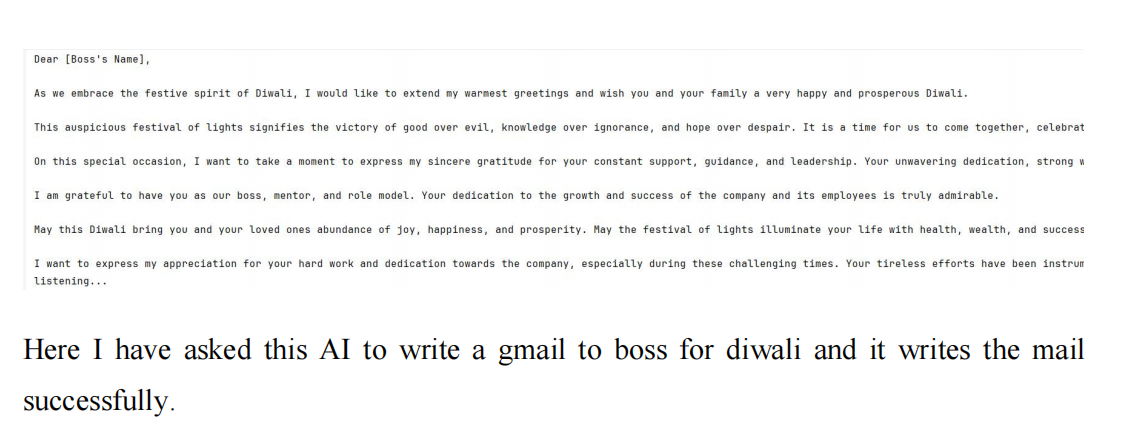 Dear [Boss's Name],
As we embrace the festive spirit of Diwali, I would like to extend my warmest greetings and wish you and your family a very happy and prosperous Diwali.
This auspicious festival of lights signifies the victory of good over evil, knowledge over ignorance, and hope over despair. It is a time for us to come together, celebrat
On this special occasion, I want to take a moment to express my sincere gratitude for your constant support, guidance, and leadership. Your unwavering dedication, strong w
I am grateful to have you as our boss, mentor, and role model. Your dedication to the growth and success of the company and its employees is truly admirable.
May this Diwali bring you and your loved ones abundance of joy, happiness, and prosperity. May the festival of lights illuminate your life with health, wealth, and success
I want to express my appreciation for your hard work and dedication towards the company, especially during these challenging times. Your tireless efforts have been instrum
listening...
Here I have asked this AI to write a gmail to boss for diwali and it writes the mail
successfully.